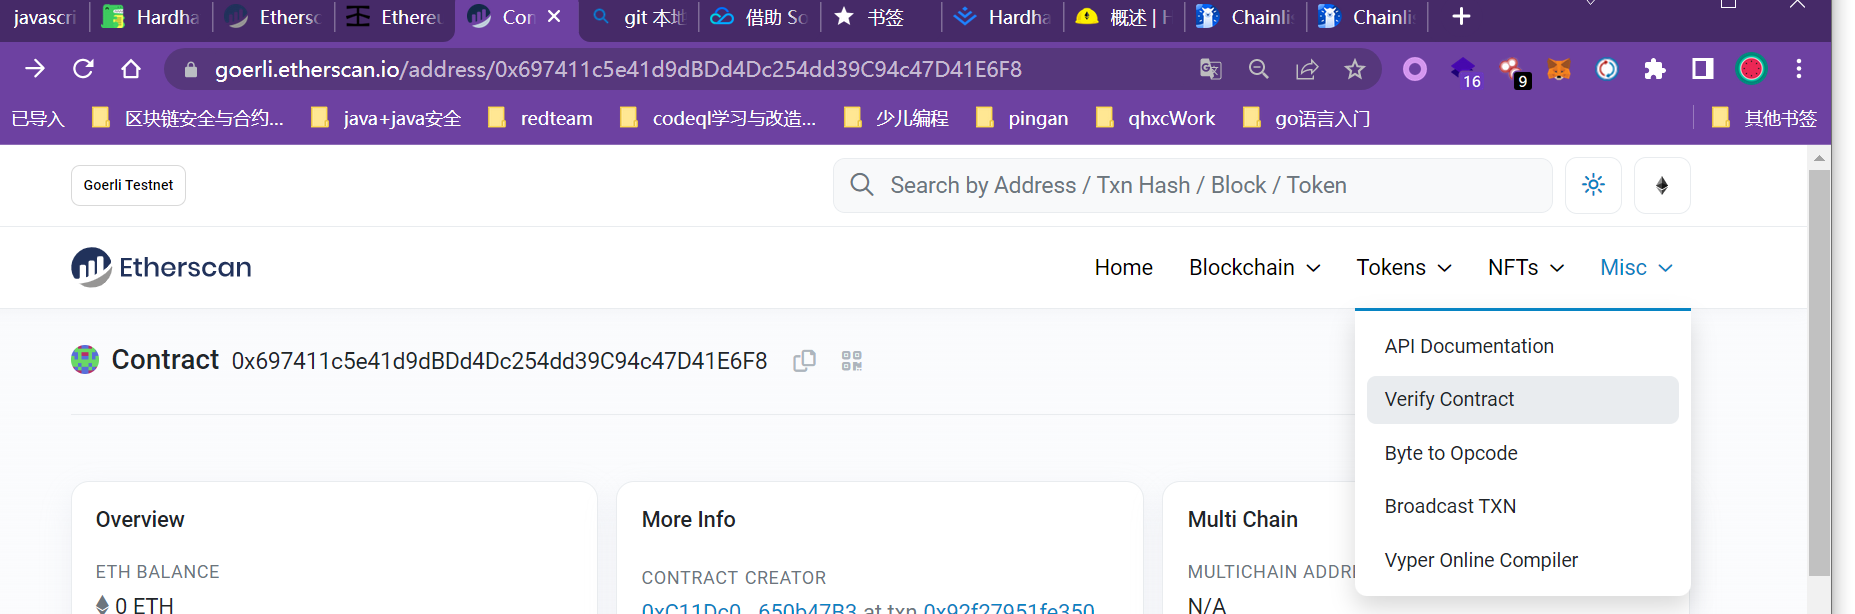 javascri Hardha Ethersc Ethereu Con git 本地 借助 So 书签 Hardha 概述 | H Chainlis Chainlis
goerli.etherscan.io/address/0x697411c5e41d9dBDd4Dc254dd39C94c47D41E6F8
16 9
已导入 区块链安全与合约... java+java安全 redteam codeql学习与改造... 少儿编程 pingan qhxcWork go语言入门 其他书签
Goerli Testnet
Search by Address / Txn Hash / Block / Token
Etherscan
Home Blockchain Tokens NFTs Misc
API Documentation
Verify Contract
Byte to Opcode
Broadcast TXN
Vyper Online Compiler
Contract 0x697411c5e41d9dBDd4Dc254dd39C94c47D41E6F8
Overview
ETH BALANCE
0 ETH
More Info
CONTRACT CREATOR
0xC11Dc0...650b47B3 at txn 0x92f27951fe350...
Multi Chain
MULTICHAIN ADDRE
N/A